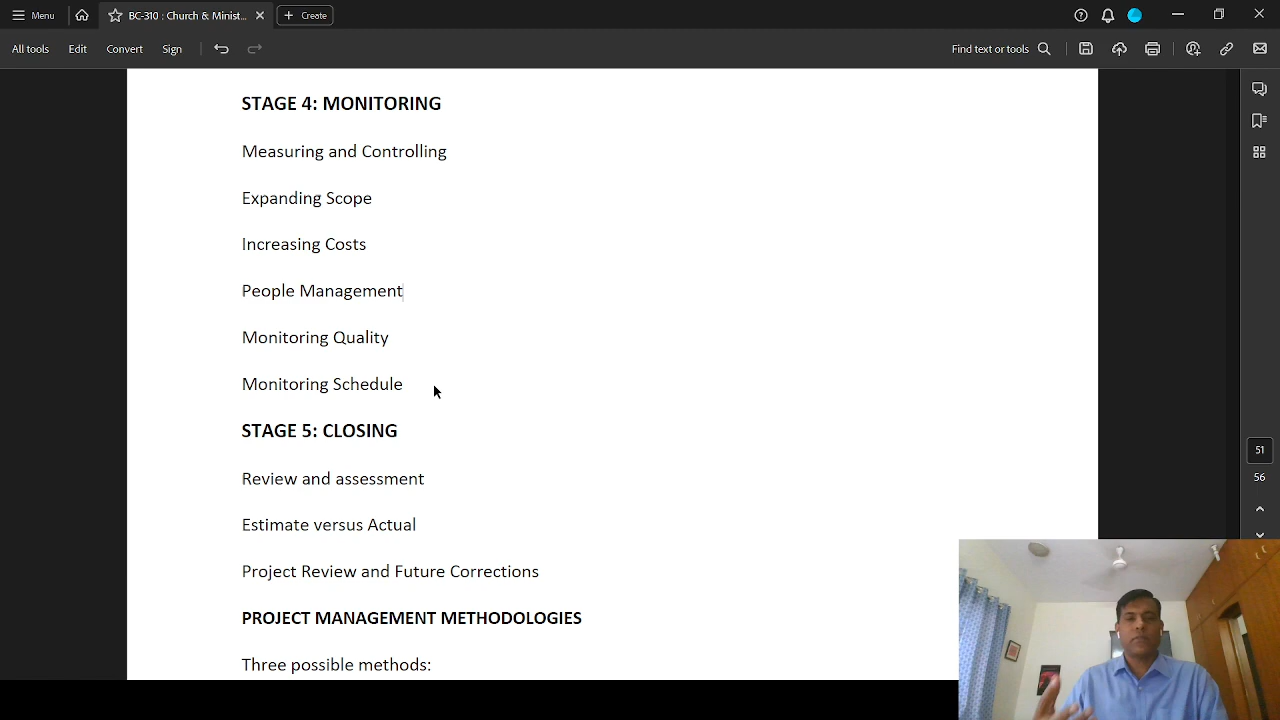 Menu
BC-310 : Church & Minist...
Create
All tools
Edit
Convert
Sign
Find text or tools
STAGE 4: MONITORING
Measuring and Controlling
Expanding Scope
Increasing Costs
People Management
Monitoring Quality
Monitoring Schedule
STAGE 5: CLOSING
Review and assessment
Estimate versus Actual
Project Review and Future Corrections
PROJECT MANAGEMENT METHODOLOGIES
Three possible methods:
51
56